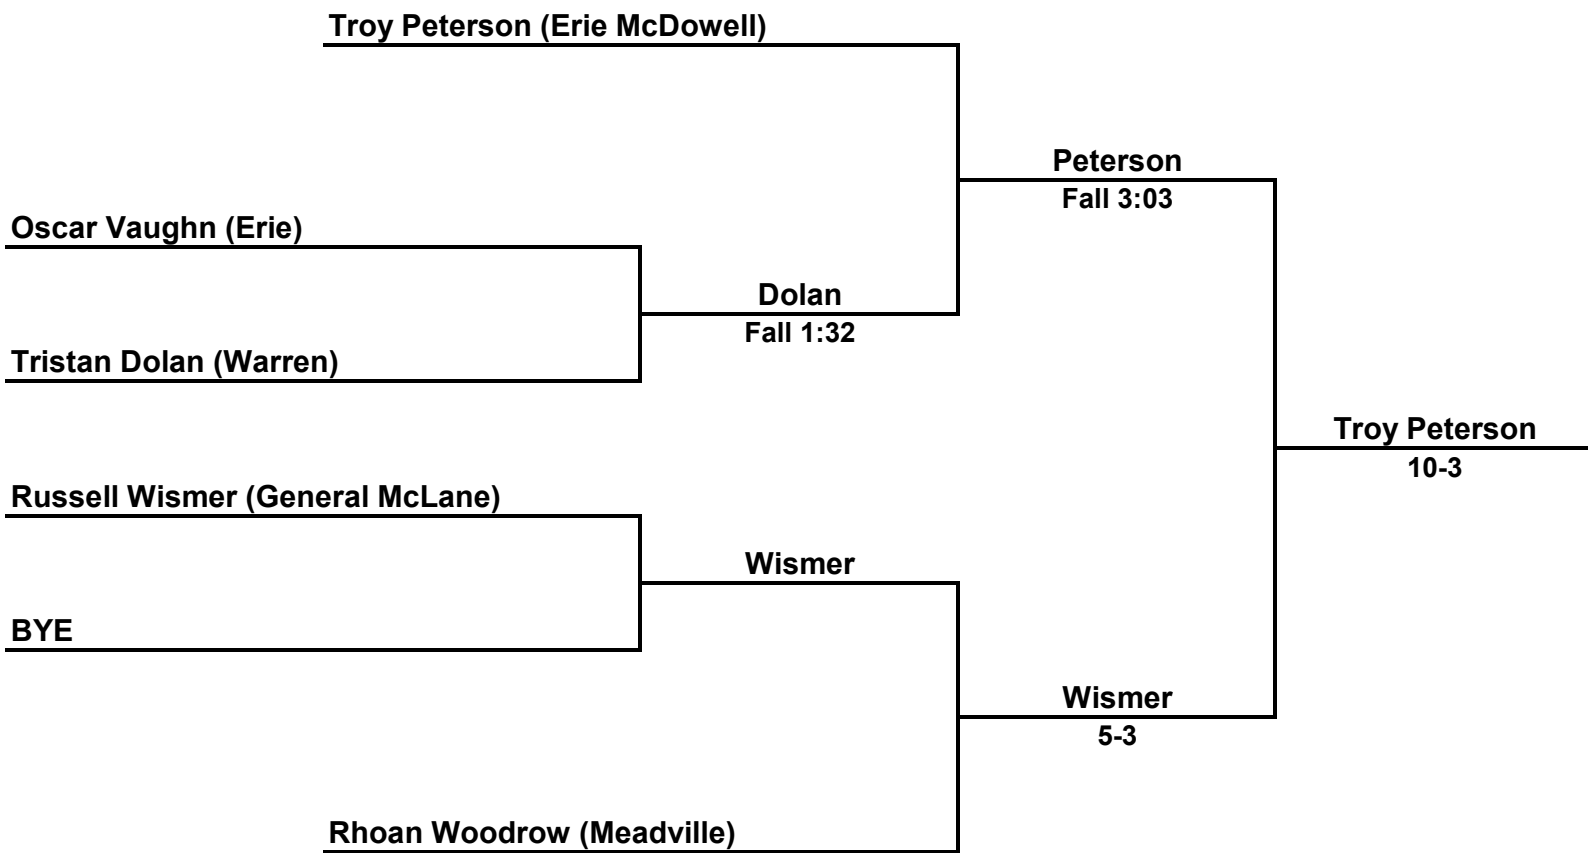 Troy Peterson (Erie McDowell)
Peterson
Fall 3:03
Oscar Vaughn (Erie)
Dolan
Fall 1:32
Tristan Dolan (Warren)
Troy Peterson
10-3
Russell Wismer (General McLane)
Wismer
BYE
Wismer
5-3
Rhoan Woodrow (Meadville)